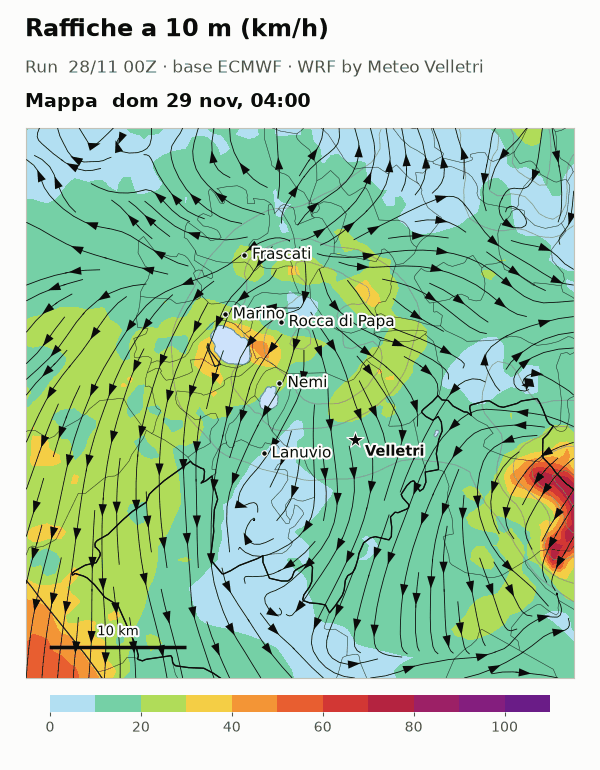 Raffiche a 10 m (km/h)
Run  28/11 00Z · base ECMWF · WRF by Meteo Velletri
Mappa  dom 29 nov, 04:00
Frascati
Marino
Rocca di Papa
Nemi
Velletri
Lanuvio
10 km
0 20 40 60 80 100